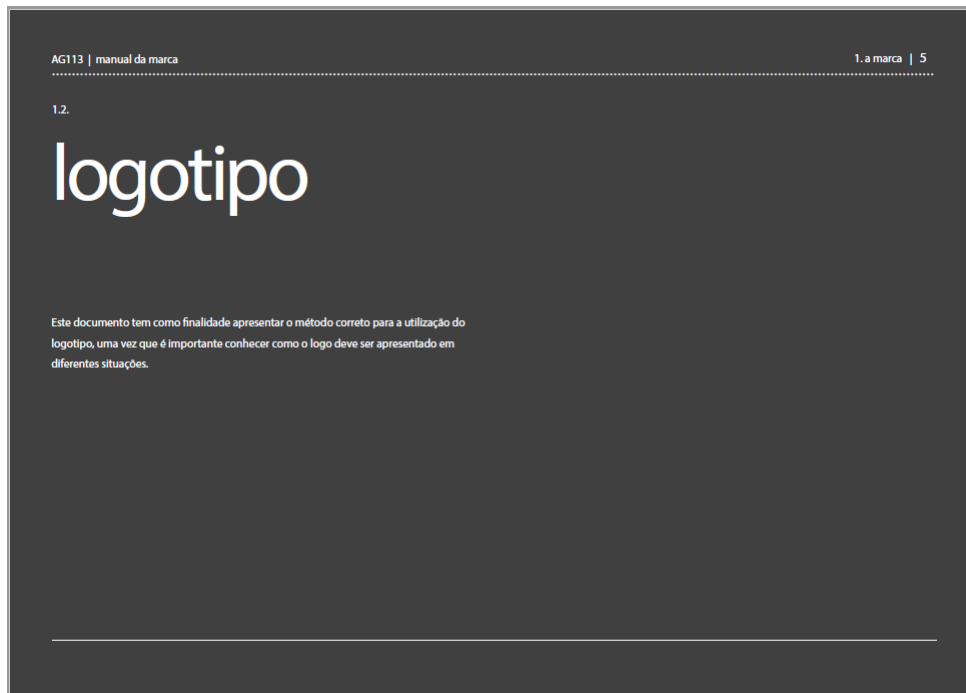 AG113 | manual da marca 1. a marca | 5
1.2.
logotipo
Este documento tem como finalidade apresentar o método correto para a utilização do
logotipo, uma vez que é importante conhecer como o logo deve ser apresentado em
diferentes situações.